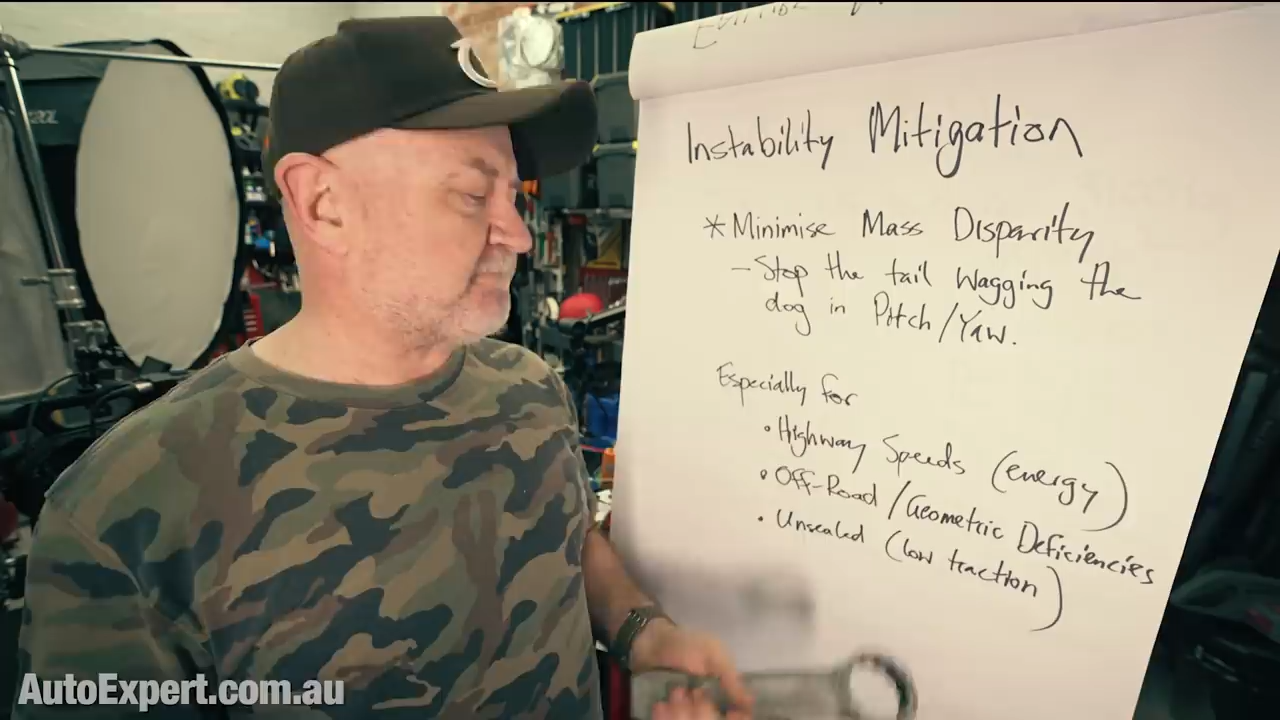 Instability Mitigation
* Minimise Mass Disparity
- Stop the tail wagging the
dog in Pitch/Yaw.
Especially for
• Highway Speeds (energy)
• Off-Road / Geometric Deficiencies
• Unsealed (low traction)
AutoExpert.com.au